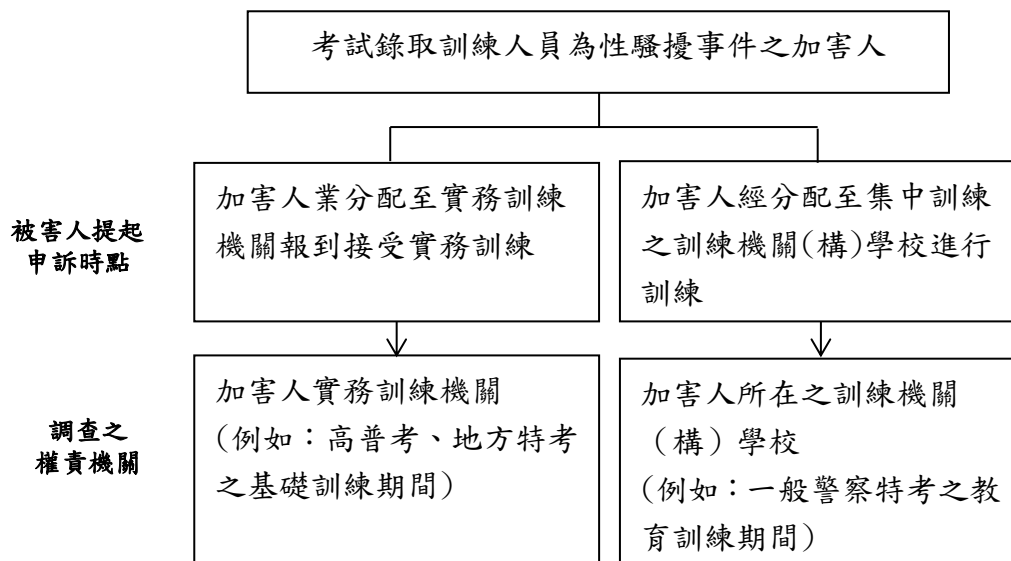 考試錄取訓練人員為性騷擾事件之加害人
被害人提起
申訴時點
加害人業分配至實務訓練
機關報到接受實務訓練
加害人經分配至集中訓練
之訓練機關(構)學校進行
訓練
調查之
權責機關
加害人實務訓練機關
(例如：高普考、地方特考
之基礎訓練期間)
加害人所在之訓練機關
（構）學校
(例如：一般警察特考之教
育訓練期間)